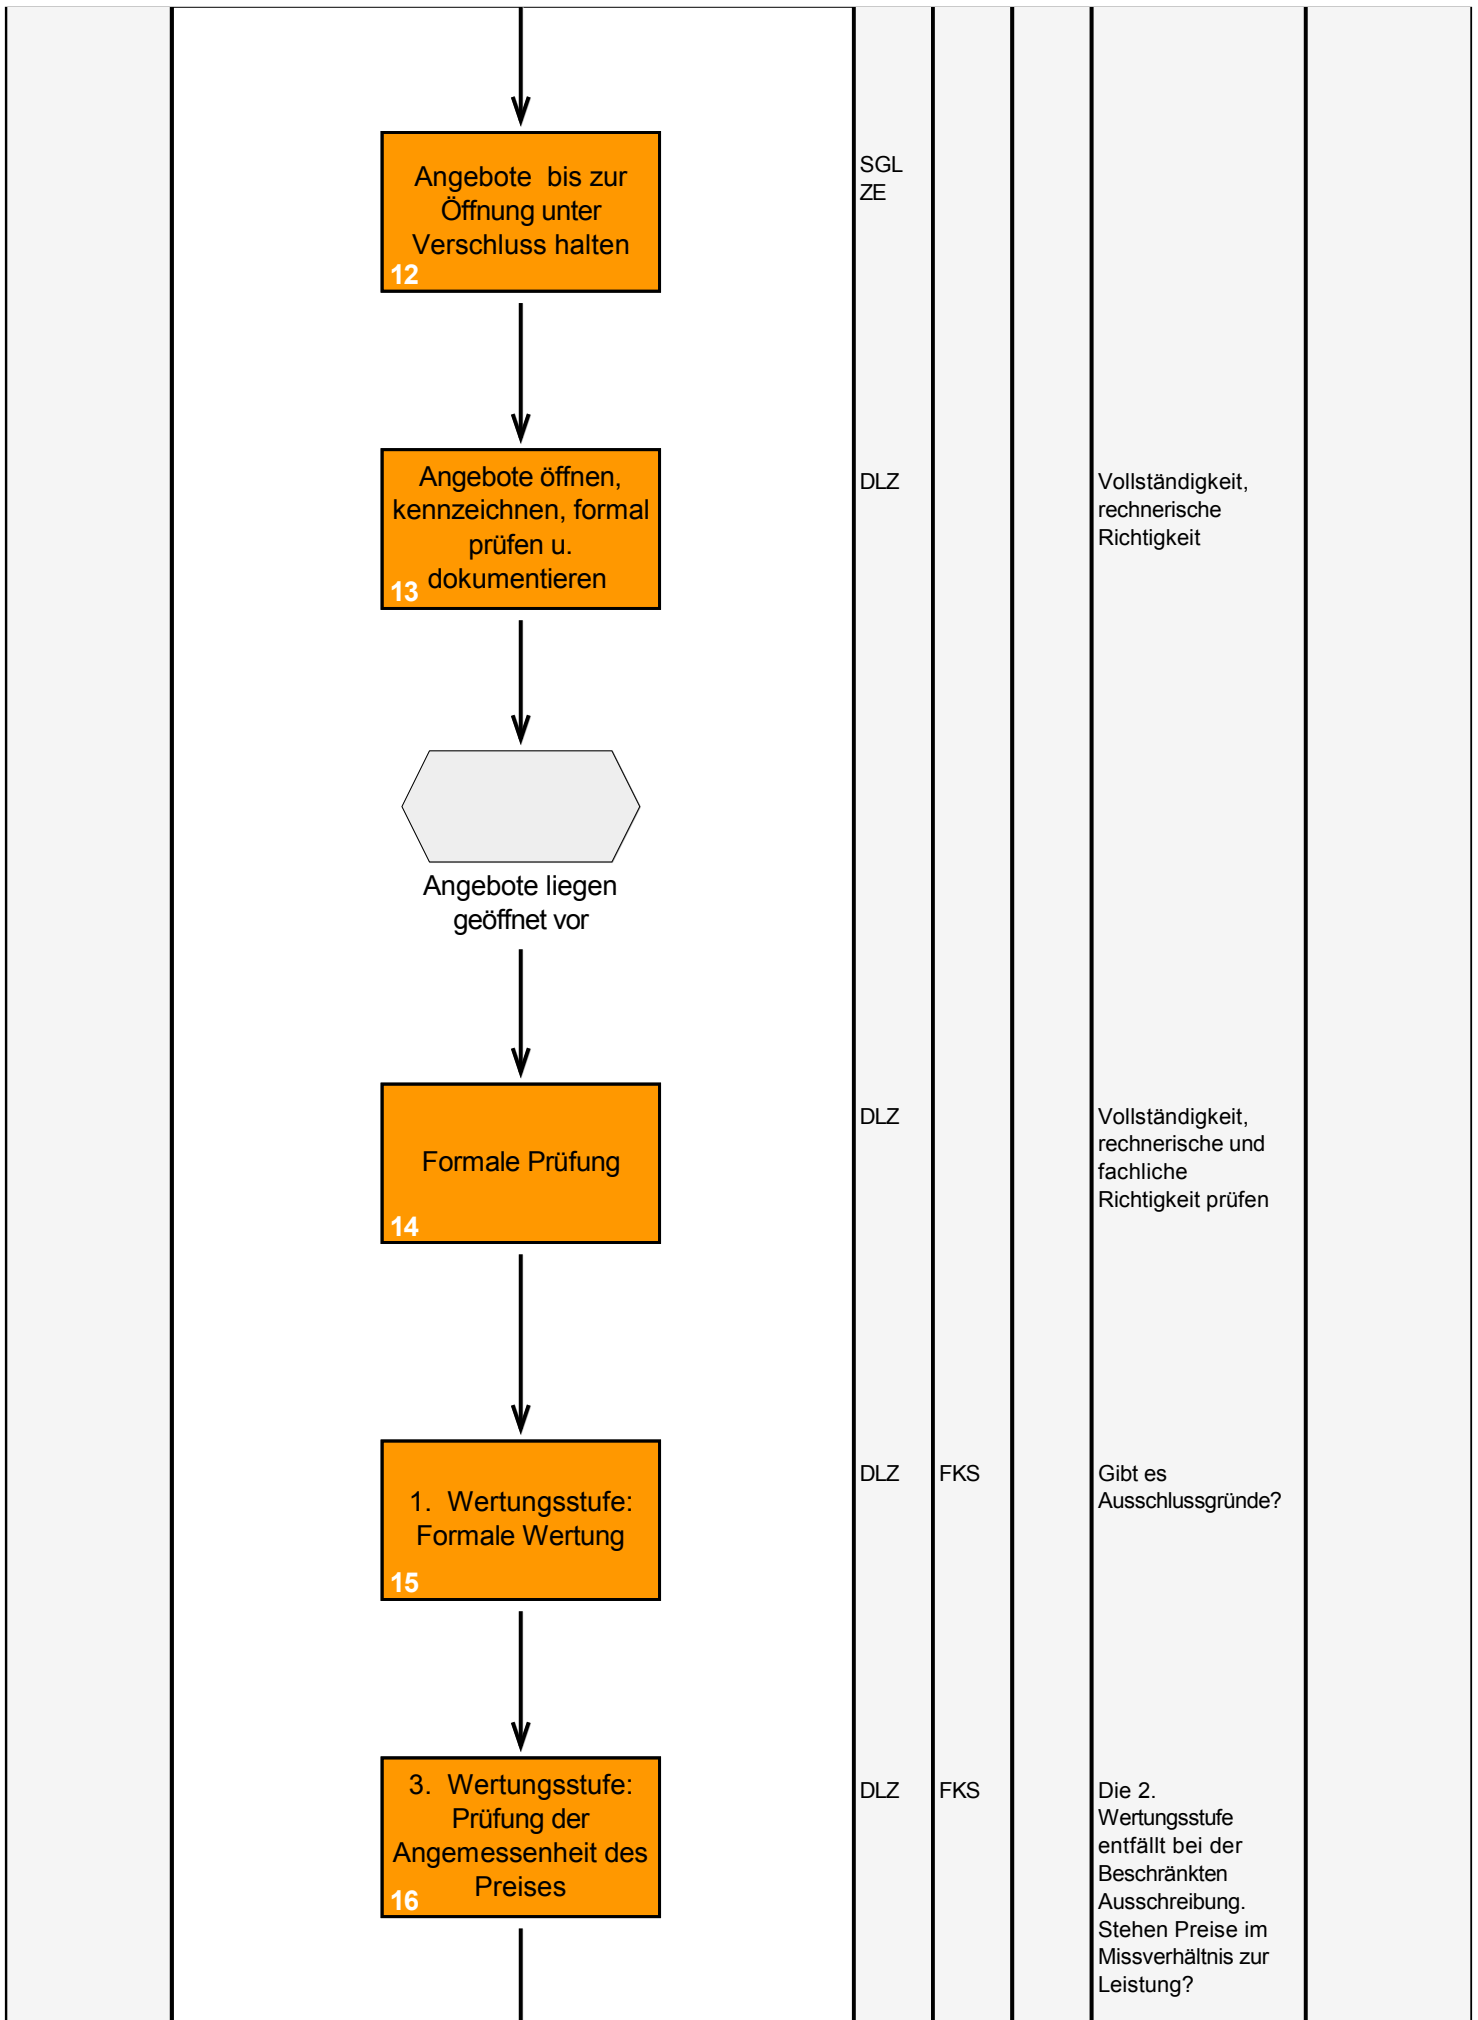 Angebote bis zur
Öffnung unter
Verschluss halten
12
SGL
ZE
Angebote öffnen,
kennzeichnen, formal
prüfen u.
dokumentieren
13
DLZ
Vollständigkeit,
rechnerische
Richtigkeit
Angebote liegen
geöffnet vor
Formale Prüfung
14
DLZ
Vollständigkeit,
rechnerische und
fachliche
Richtigkeit prüfen
1. Wertungsstufe:
Formale Wertung
15
DLZ
FKS
Gibt es
Ausschlussgründe?
3. Wertungsstufe:
Prüfung der
Angemessenheit des
Preises
16
DLZ
FKS
Die 2.
Wertungsstufe
entfällt bei der
Beschränkten
Ausschreibung.
Stehen Preise im
Missverhältnis zur
Leistung?